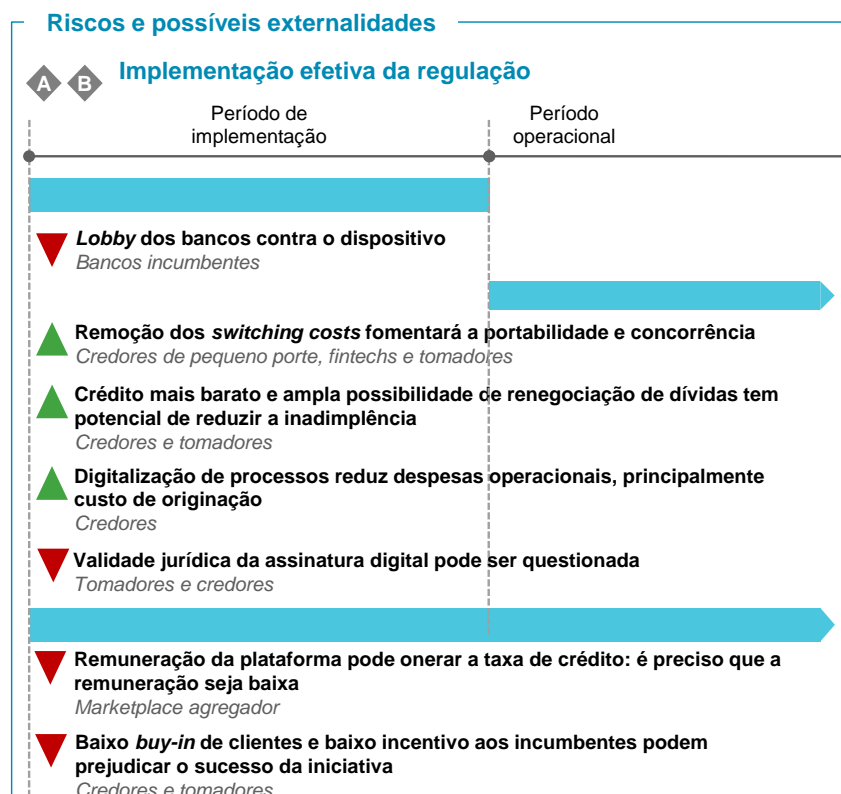 Riscos e possíveis externalidades
A B Implementação efetiva da regulação
Período de
implementação
Período
operacional
Lobby dos bancos contra o dispositivo
Bancos incumbentes
Remoção dos switching costs fomentará a portabilidade e concorrência
Credores de pequeno porte, fintechs e tomadores
Crédito mais barato e ampla possibilidade de renegociação de dívidas tem
potencial de reduzir a inadimplência
Credores e tomadores
Digitalização de processos reduz despesas operacionais, principalmente
custo de originação
Credores
Validade jurídica da assinatura digital pode ser questionada
Tomadores e credores
Remuneração da plataforma pode onerar a taxa de crédito: é preciso que a
remuneração seja baixa
Marketplace agregador
Baixo buy-in de clientes e baixo incentivo aos incumbentes podem
prejudicar o sucesso da iniciativa
Credores e tomadores